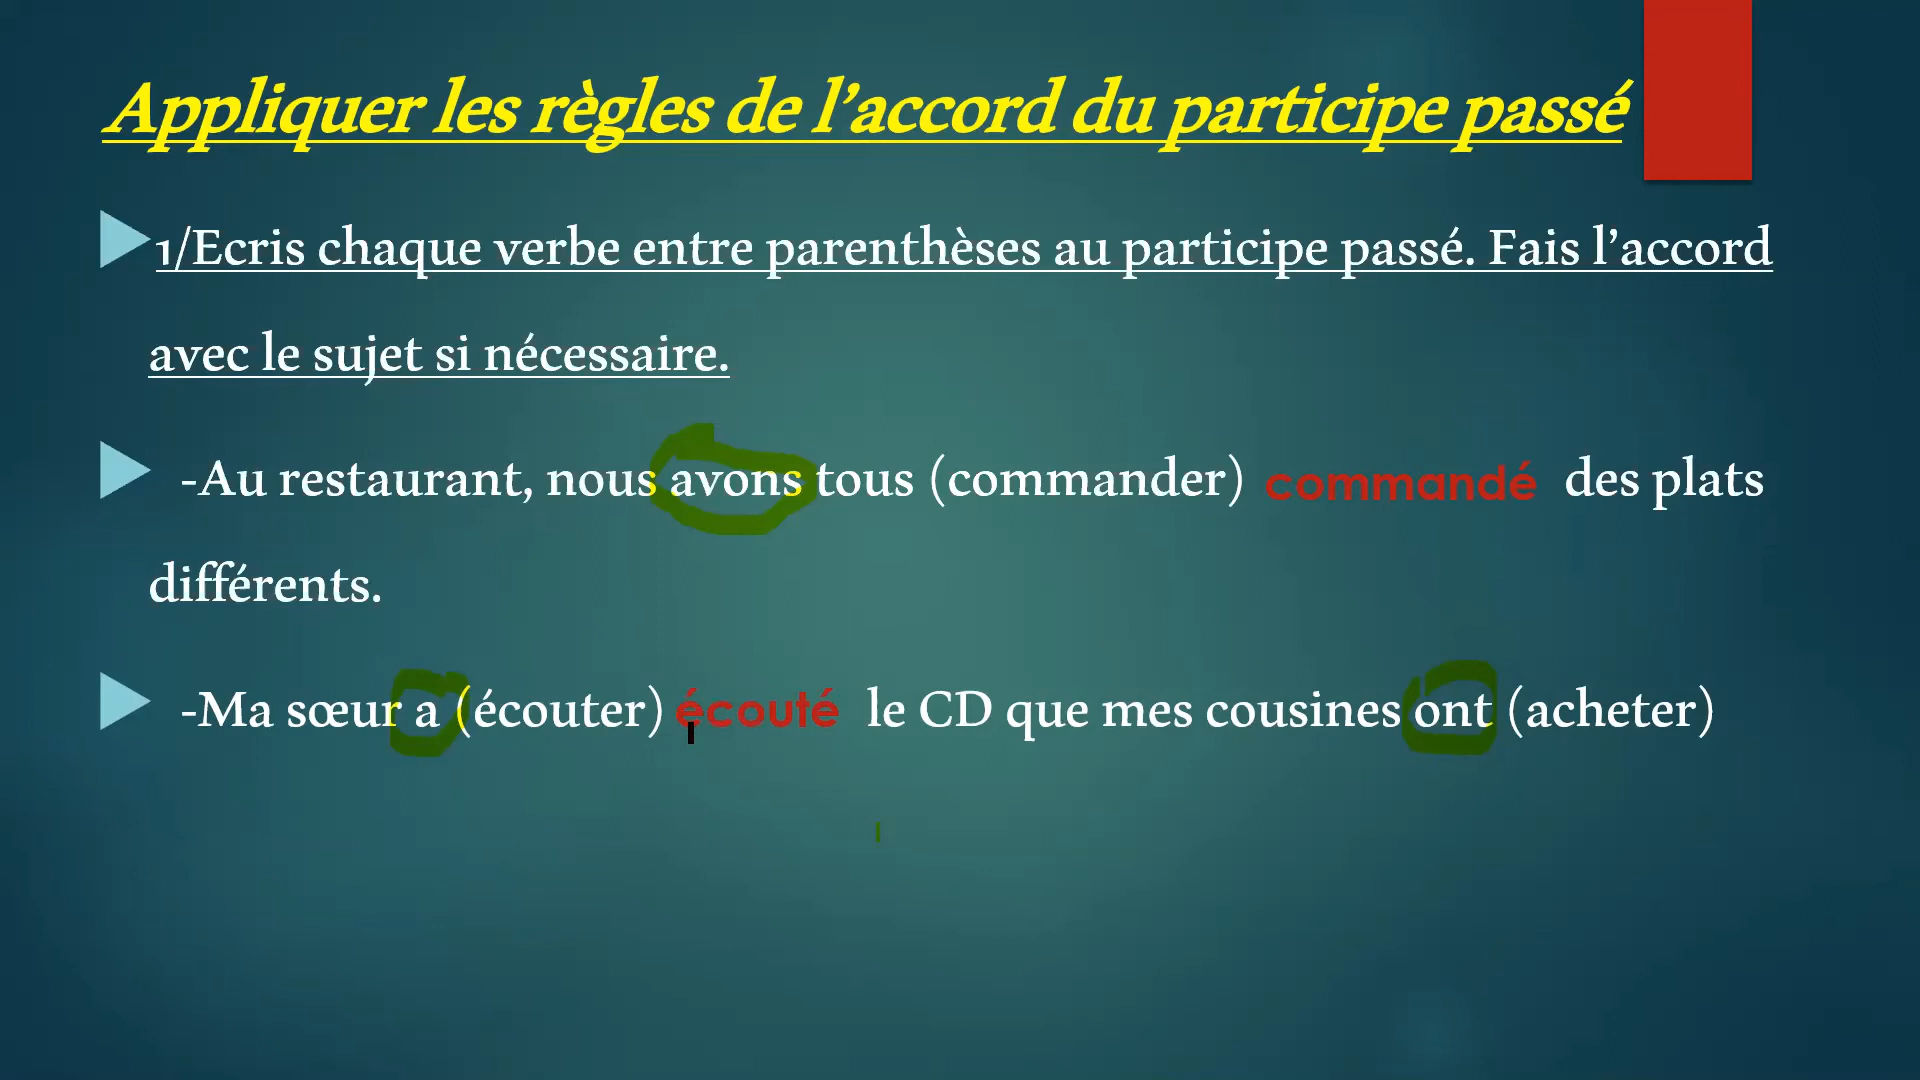 Appliquer les règles de l’accord du participe passé
1/Ecris chaque verbe entre parenthèses au participe passé. Fais l’accord
avec le sujet si nécessaire.
-Au restaurant, nous avons tous (commander) commandé des plats
différents.
-Ma sœur a (écouter) écouté le CD que mes cousines ont (acheter)